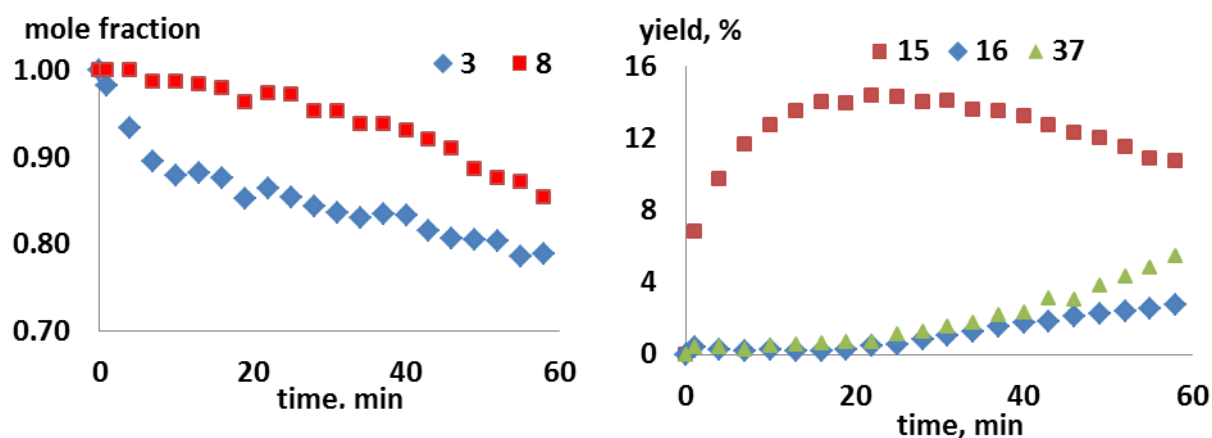 mole fraction
3 8
1.00
0.90
0.80
0.70
0 20 40 60
time. min
yield, %
15 16 37
16
12
8
4
0
0 20 40 60
time, min